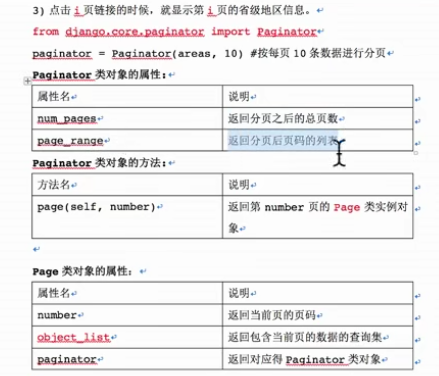 3) 点击 i 页链接的时候，就显示第 i 页的省级地区信息。
from django.core.paginator import Paginator
paginator = Paginator(areas, 10) #按每页 10 条数据进行分页
Paginator 类对象的属性：
属性名 说明
num_pages 返回分页之后的总页数
page_range 返回分页后页码的列表
Paginator 类对象的方法：
方法名 说明
page(self, number) 返回第 number 页的 Page 类实例对
象
Page 类对象的属性：
属性名 说明
number 返回当前页的页码
object_list 返回包含当前页的数据的查询集
paginator 返回对应得 Paginator 类对象